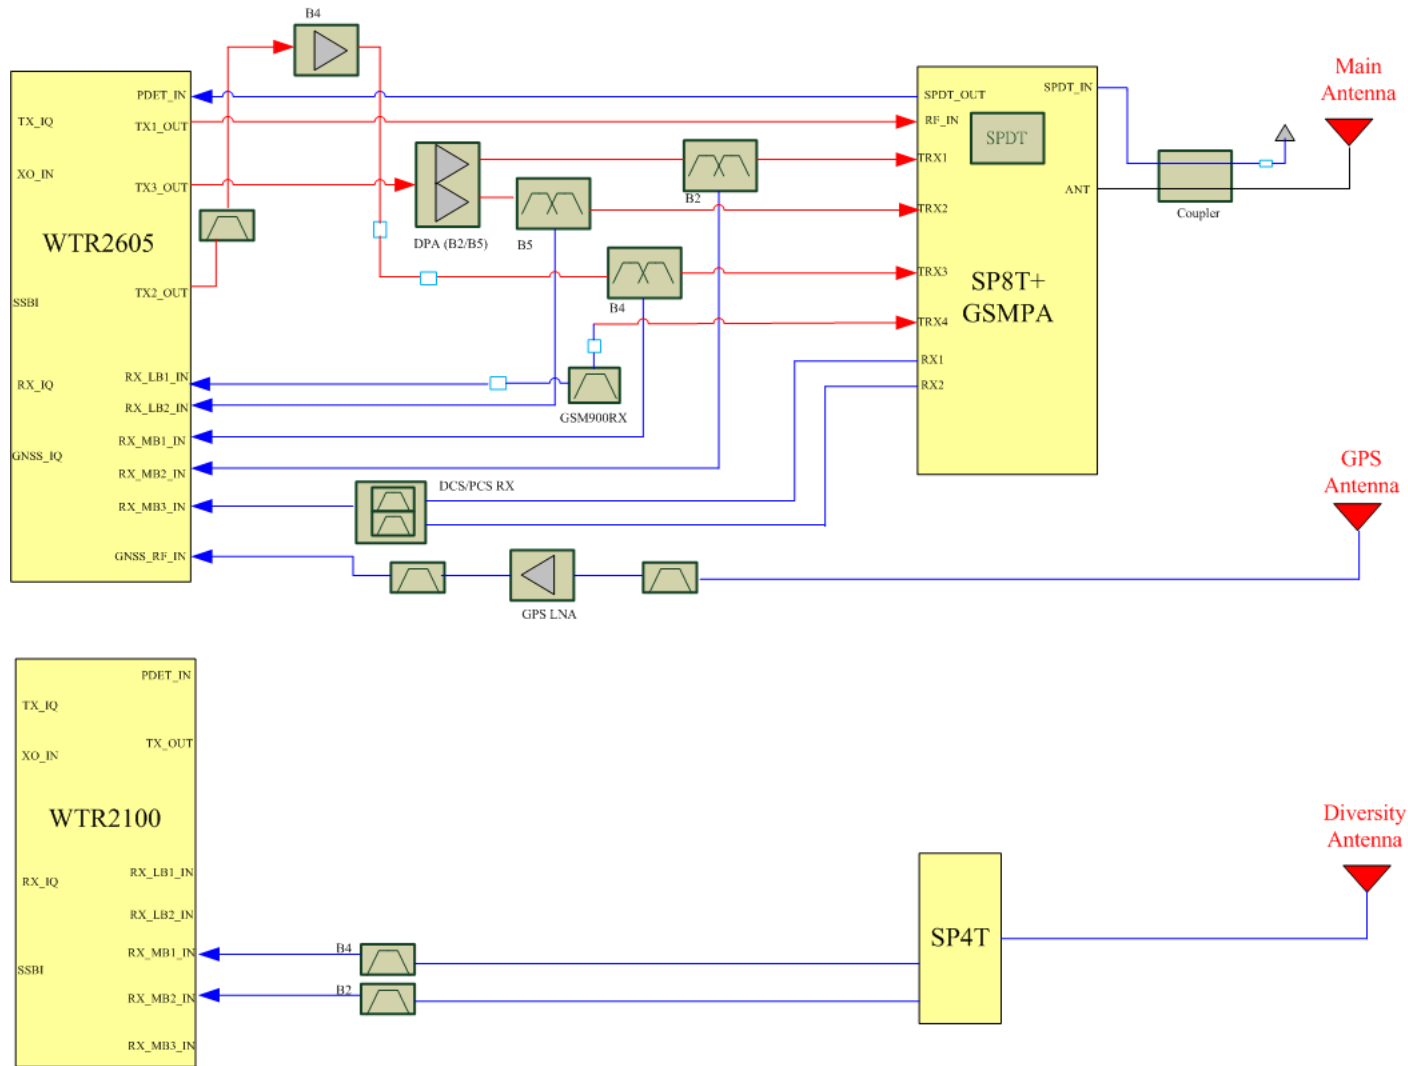 B4
PDET_IN
TX_IQ
TX1_OUT
XO_IN
TX3_OUT
WTR2605
TX2_OUT
SSBI
RX_LB1_IN
RX_IQ
RX_LB2_IN
RX_MB1_IN
GNSS_IQ
RX_MB2_IN
RX_MB3_IN
GNSS_RF_IN
DPA (B2/B5)
B5
B2
B4
GSM900RX
DCS/PCS RX
GPS LNA
SPDT_OUT
SPDT_IN
RF_IN
SPDT
TRX1
ANT
TRX2
TRX3
SP8T+
GSMPA
TRX4
RX1
RX2
Coupler
Main
Antenna
GPS
Antenna
PDET_IN
TX_IQ
TX_OUT
XO_IN
WTR2100
RX_LB1_IN
RX_IQ
RX_LB2_IN
RX_MB1_IN
SSBI
RX_MB2_IN
RX_MB3_IN
B4
B2
SP4T
Diversity
Antenna